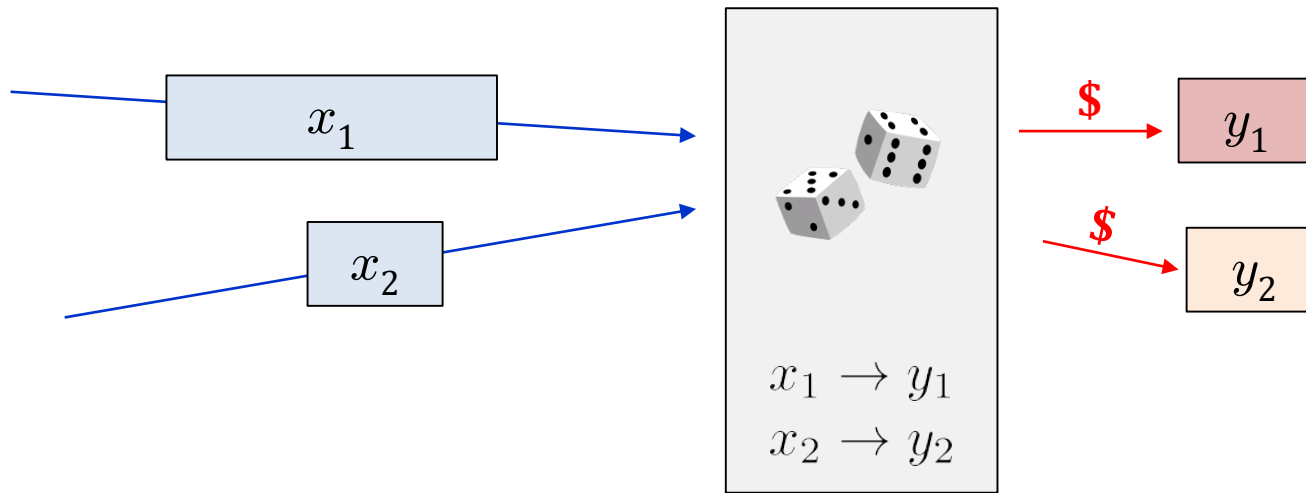 x₁
$
y₁
x₂
$
y₂
x₁ → y₁
x₂ → y₂